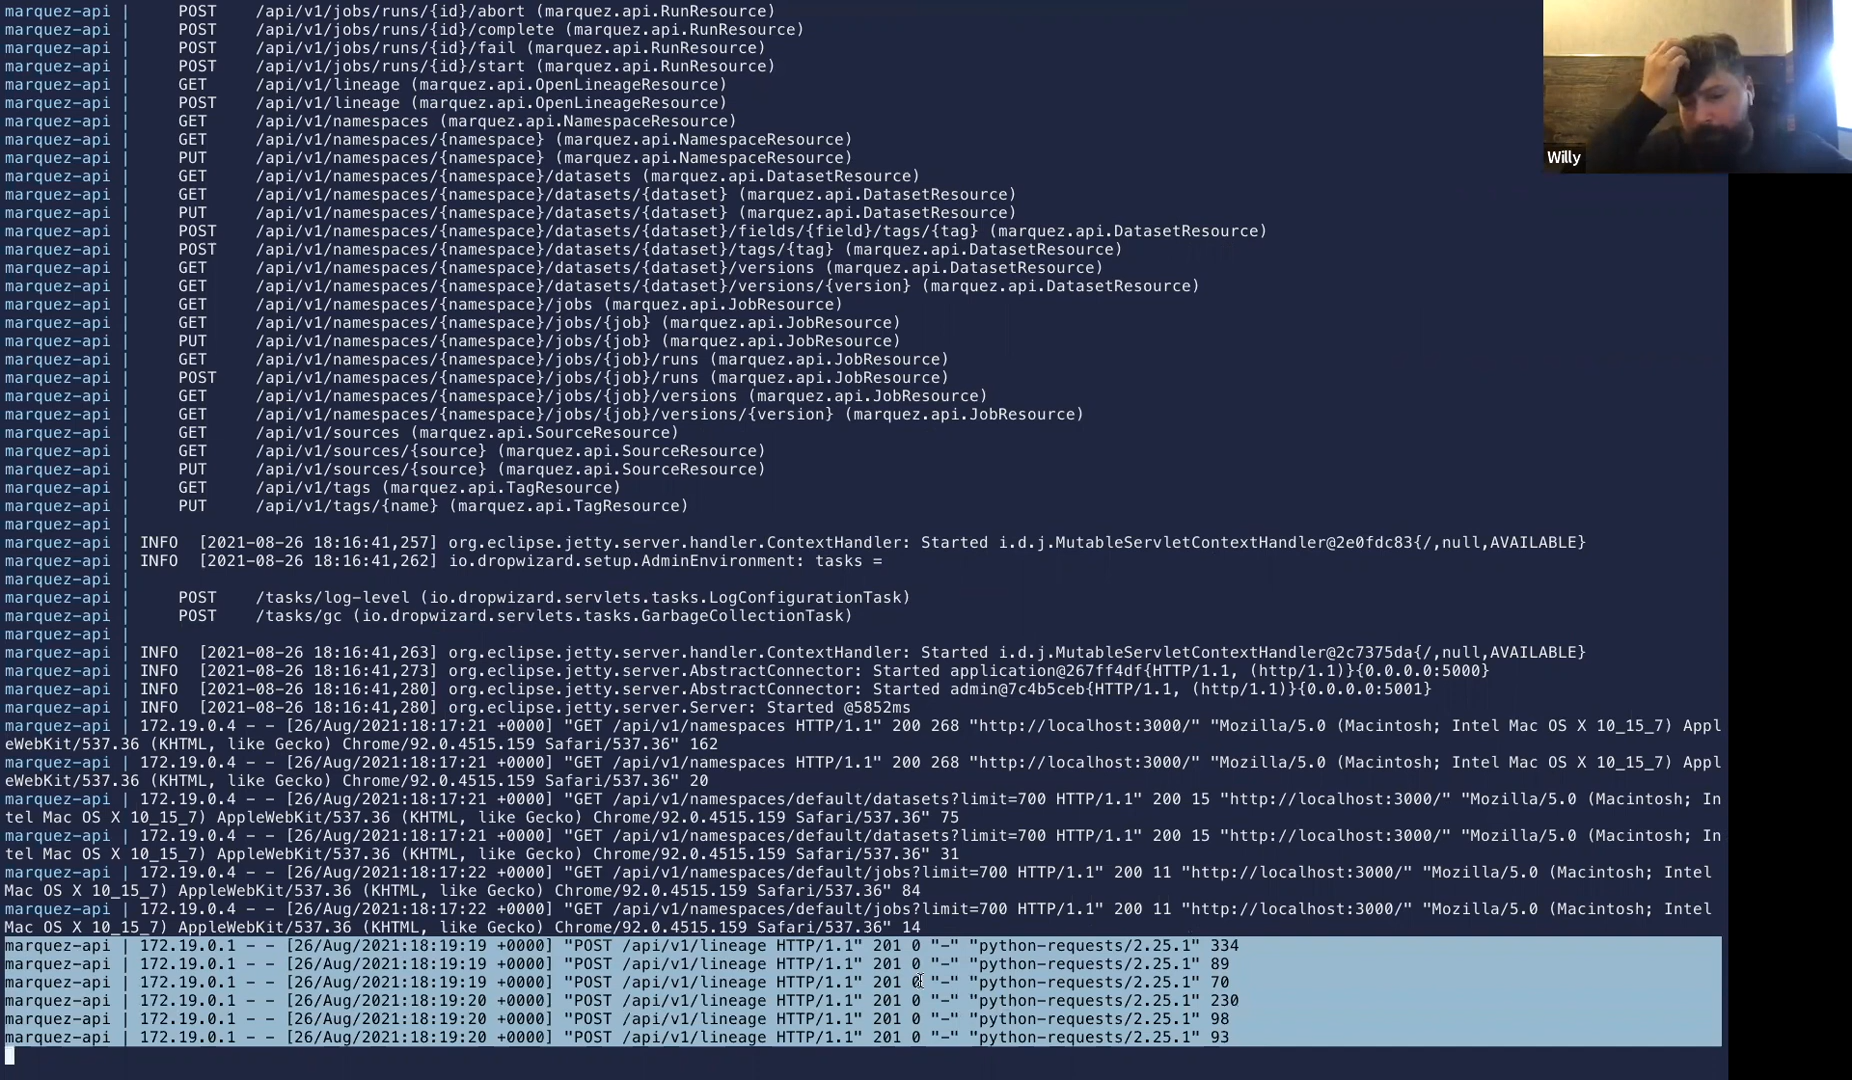 marquez-api |     POST    /api/v1/jobs/runs/{id}/abort (marquez.api.RunResource)
marquez-api |     POST    /api/v1/jobs/runs/{id}/complete (marquez.api.RunResource)
marquez-api |     POST    /api/v1/jobs/runs/{id}/fail (marquez.api.RunResource)
marquez-api |     POST    /api/v1/jobs/runs/{id}/start (marquez.api.RunResource)
marquez-api |     GET     /api/v1/lineage (marquez.api.OpenLineageResource)
marquez-api |     POST    /api/v1/lineage (marquez.api.OpenLineageResource)
marquez-api |     GET     /api/v1/namespaces (marquez.api.NamespaceResource)
marquez-api |     GET     /api/v1/namespaces/{namespace} (marquez.api.NamespaceResource)
marquez-api |     PUT     /api/v1/namespaces/{namespace} (marquez.api.NamespaceResource)
Willy
marquez-api |     GET     /api/v1/namespaces/{namespace}/datasets (marquez.api.DatasetResource)
marquez-api |     GET     /api/v1/namespaces/{namespace}/datasets/{dataset} (marquez.api.DatasetResource)
marquez-api |     PUT     /api/v1/namespaces/{namespace}/datasets/{dataset} (marquez.api.DatasetResource)
marquez-api |     POST    /api/v1/namespaces/{namespace}/datasets/{dataset}/fields/{field}/tags/{tag} (marquez.api.DatasetResource)
marquez-api |     POST    /api/v1/namespaces/{namespace}/datasets/{dataset}/tags/{tag} (marquez.api.DatasetResource)
marquez-api |     GET     /api/v1/namespaces/{namespace}/datasets/{dataset}/versions (marquez.api.DatasetResource)
marquez-api |     GET     /api/v1/namespaces/{namespace}/datasets/{dataset}/versions/{version} (marquez.api.DatasetResource)
marquez-api |     GET     /api/v1/namespaces/{namespace}/jobs (marquez.api.JobResource)
marquez-api |     GET     /api/v1/namespaces/{namespace}/jobs/{job} (marquez.api.JobResource)
marquez-api |     PUT     /api/v1/namespaces/{namespace}/jobs/{job} (marquez.api.JobResource)
marquez-api |     GET     /api/v1/namespaces/{namespace}/jobs/{job}/runs (marquez.api.JobResource)
marquez-api |     POST    /api/v1/namespaces/{namespace}/jobs/{job}/runs (marquez.api.JobResource)
marquez-api |     GET     /api/v1/namespaces/{namespace}/jobs/{job}/versions (marquez.api.JobResource)
marquez-api |     GET     /api/v1/namespaces/{namespace}/jobs/{job}/versions/{version} (marquez.api.JobResource)
marquez-api |     GET     /api/v1/sources (marquez.api.SourceResource)
marquez-api |     GET     /api/v1/sources/{source} (marquez.api.SourceResource)
marquez-api |     PUT     /api/v1/sources/{source} (marquez.api.SourceResource)
marquez-api |     GET     /api/v1/tags (marquez.api.TagResource)
marquez-api |     PUT     /api/v1/tags/{name} (marquez.api.TagResource)
marquez-api |
marquez-api | INFO  [2021-08-26 18:16:41,257] org.eclipse.jetty.server.handler.ContextHandler: Started i.d.j.MutableServletContextHandler@2e0fdc83{/,null,AVAILABLE}
marquez-api | INFO  [2021-08-26 18:16:41,262] io.dropwizard.setup.AdminEnvironment: tasks =
marquez-api |
marquez-api |     POST    /tasks/log-level (io.dropwizard.servlets.tasks.LogConfigurationTask)
marquez-api |     POST    /tasks/gc (io.dropwizard.servlets.tasks.GarbageCollectionTask)
marquez-api |
marquez-api | INFO  [2021-08-26 18:16:41,263] org.eclipse.jetty.server.handler.ContextHandler: Started i.d.j.MutableServletContextHandler@2c7375da{/,null,AVAILABLE}
marquez-api | INFO  [2021-08-26 18:16:41,273] org.eclipse.jetty.server.AbstractConnector: Started application@267ff4df{HTTP/1.1, (http/1.1)}{0.0.0.0:5000}
marquez-api | INFO  [2021-08-26 18:16:41,280] org.eclipse.jetty.server.AbstractConnector: Started admin@7c4b5ceb{HTTP/1.1, (http/1.1)}{0.0.0.0:5001}
marquez-api | INFO  [2021-08-26 18:16:41,280] org.eclipse.jetty.server.Server: Started @5852ms
marquez-api | 172.19.0.4 - - [26/Aug/2021:18:17:21 +0000] "GET /api/v1/namespaces HTTP/1.1" 200 268 "http://localhost:3000/" "Mozilla/5.0 (Macintosh; Intel Mac OS X 10_15_7) Appl
eWebKit/537.36 (KHTML, like Gecko) Chrome/92.0.4515.159 Safari/537.36" 162
marquez-api | 172.19.0.4 - - [26/Aug/2021:18:17:21 +0000] "GET /api/v1/namespaces HTTP/1.1" 200 268 "http://localhost:3000/" "Mozilla/5.0 (Macintosh; Intel Mac OS X 10_15_7) Appl
eWebKit/537.36 (KHTML, like Gecko) Chrome/92.0.4515.159 Safari/537.36" 20
marquez-api | 172.19.0.4 - - [26/Aug/2021:18:17:21 +0000] "GET /api/v1/namespaces/default/datasets?limit=700 HTTP/1.1" 200 15 "http://localhost:3000/" "Mozilla/5.0 (Macintosh; In
tel Mac OS X 10_15_7) AppleWebKit/537.36 (KHTML, like Gecko) Chrome/92.0.4515.159 Safari/537.36" 75
marquez-api | 172.19.0.4 - - [26/Aug/2021:18:17:21 +0000] "GET /api/v1/namespaces/default/datasets?limit=700 HTTP/1.1" 200 15 "http://localhost:3000/" "Mozilla/5.0 (Macintosh; In
tel Mac OS X 10_15_7) AppleWebKit/537.36 (KHTML, like Gecko) Chrome/92.0.4515.159 Safari/537.36" 31
marquez-api | 172.19.0.4 - - [26/Aug/2021:18:17:22 +0000] "GET /api/v1/namespaces/default/jobs?limit=700 HTTP/1.1" 200 11 "http://localhost:3000/" "Mozilla/5.0 (Macintosh; Intel
Mac OS X 10_15_7) AppleWebKit/537.36 (KHTML, like Gecko) Chrome/92.0.4515.159 Safari/537.36" 84
marquez-api | 172.19.0.4 - - [26/Aug/2021:18:17:22 +0000] "GET /api/v1/namespaces/default/jobs?limit=700 HTTP/1.1" 200 11 "http://localhost:3000/" "Mozilla/5.0 (Macintosh; Intel
Mac OS X 10_15_7) AppleWebKit/537.36 (KHTML, like Gecko) Chrome/92.0.4515.159 Safari/537.36" 14
marquez-api | 172.19.0.1 - - [26/Aug/2021:18:19:19 +0000] "POST /api/v1/lineage HTTP/1.1" 201 0 "-" "python-requests/2.25.1" 334
marquez-api | 172.19.0.1 - - [26/Aug/2021:18:19:19 +0000] "POST /api/v1/lineage HTTP/1.1" 201 0 "-" "python-requests/2.25.1" 89
marquez-api | 172.19.0.1 - - [26/Aug/2021:18:19:19 +0000] "POST /api/v1/lineage HTTP/1.1" 201 0 "-" "python-requests/2.25.1" 70
marquez-api | 172.19.0.1 - - [26/Aug/2021:18:19:20 +0000] "POST /api/v1/lineage HTTP/1.1" 201 0 "-" "python-requests/2.25.1" 230
marquez-api | 172.19.0.1 - - [26/Aug/2021:18:19:20 +0000] "POST /api/v1/lineage HTTP/1.1" 201 0 "-" "python-requests/2.25.1" 98
marquez-api | 172.19.0.1 - - [26/Aug/2021:18:19:20 +0000] "POST /api/v1/lineage HTTP/1.1" 201 0 "-" "python-requests/2.25.1" 93